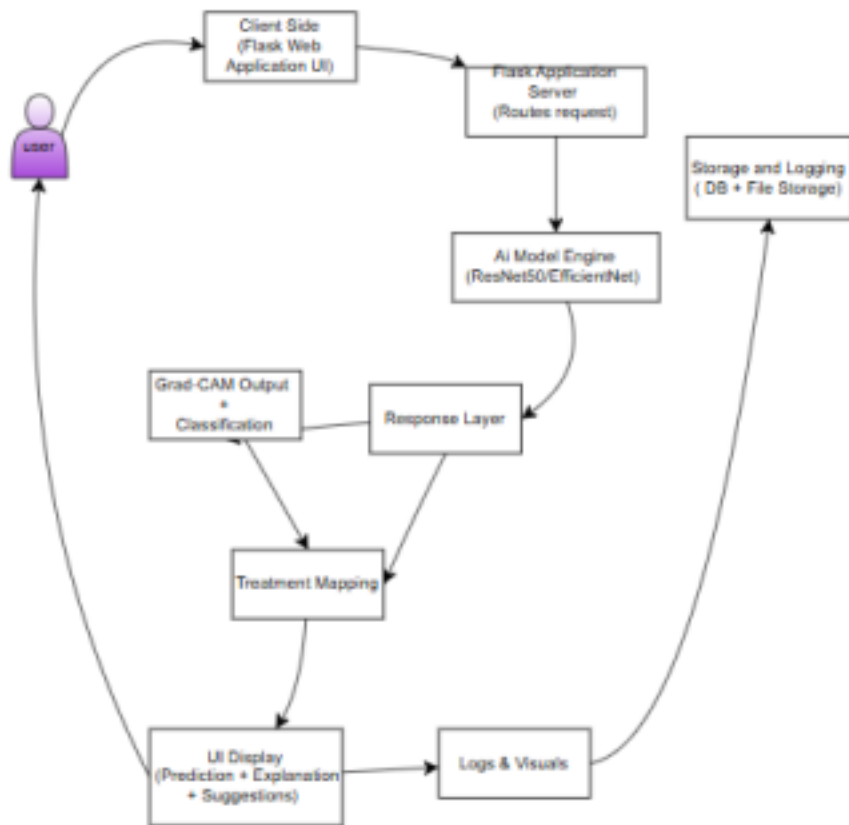 Client Side
(Flask Web
Application UI)
Flask Application
Server
(Routes request)
user
Storage and Logging
( DB + File Storage)
Ai Model Engine
(ResNet50/EfficientNet)
Grad-CAM Output
+
Classification
Response Layer
Treatment Mapping
UI Display
(Prediction + Explanation
+ Suggestions)
Logs & Visuals